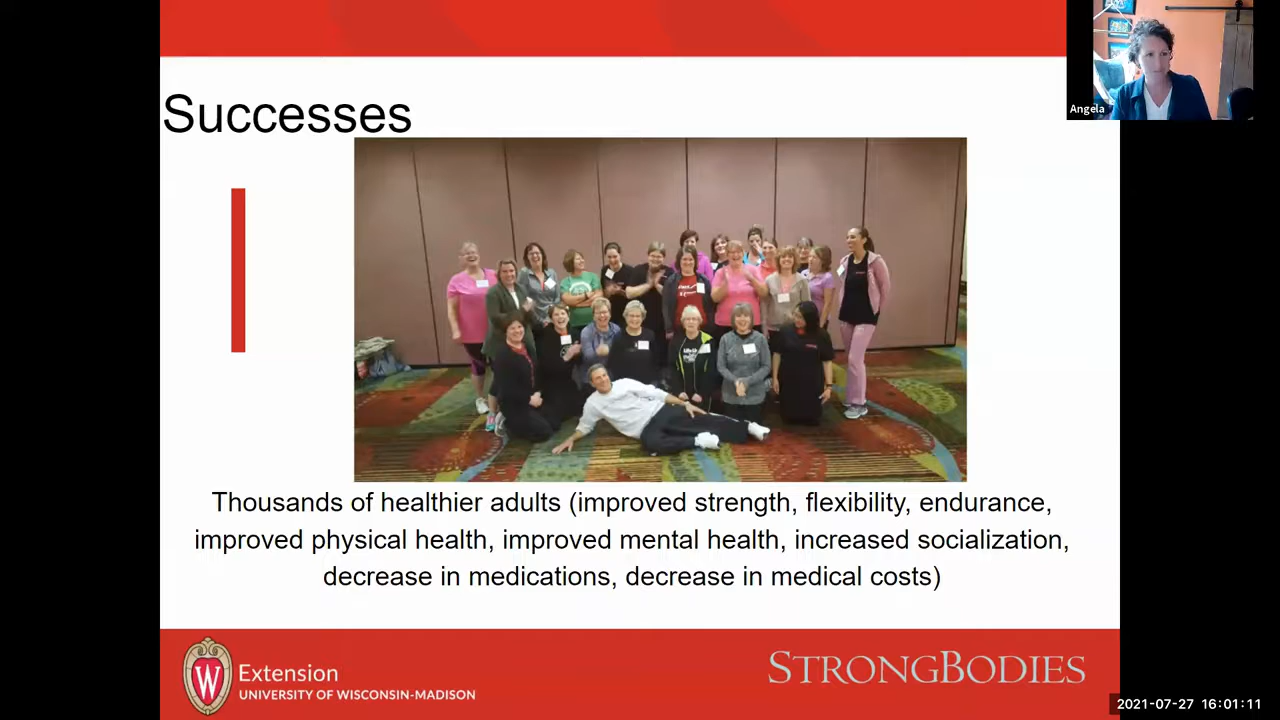 Successes
Angela
Thousands of healthier adults (improved strength, flexibility, endurance,
improved physical health, improved mental health, increased socialization,
decrease in medications, decrease in medical costs)
W
Extension
UNIVERSITY OF WISCONSIN-MADISON
STRONGBODIES
2021-07-27 16:01:11